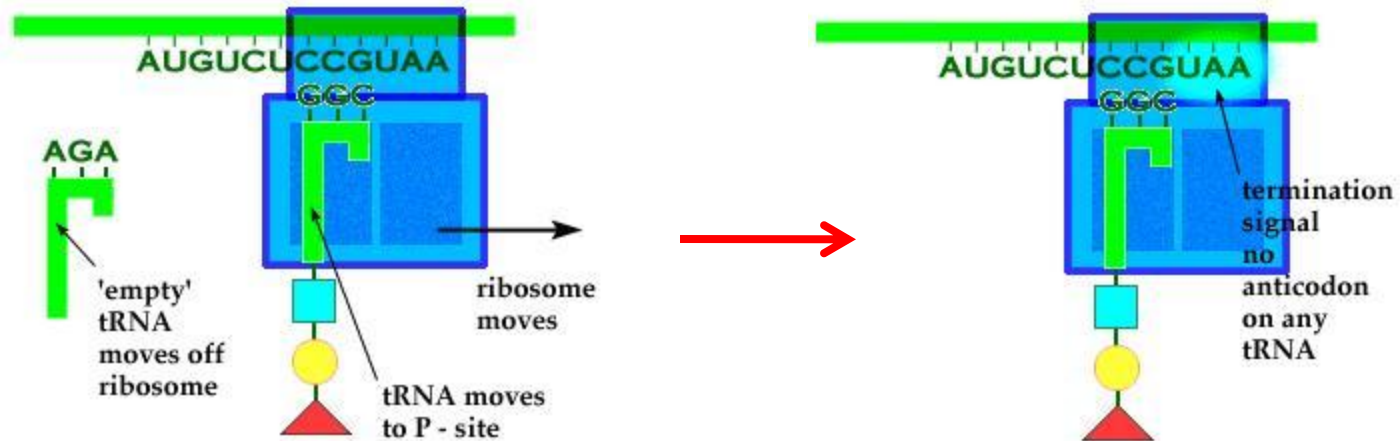 AUGUCUCCGUAA
GGC
AGA
'empty'
tRNA
moves off
ribosome
ribosome
moves
tRNA moves
to P - site
AUGUCUCCGUAA
GGC
termination
signal
no
anticodon
on any
tRNA